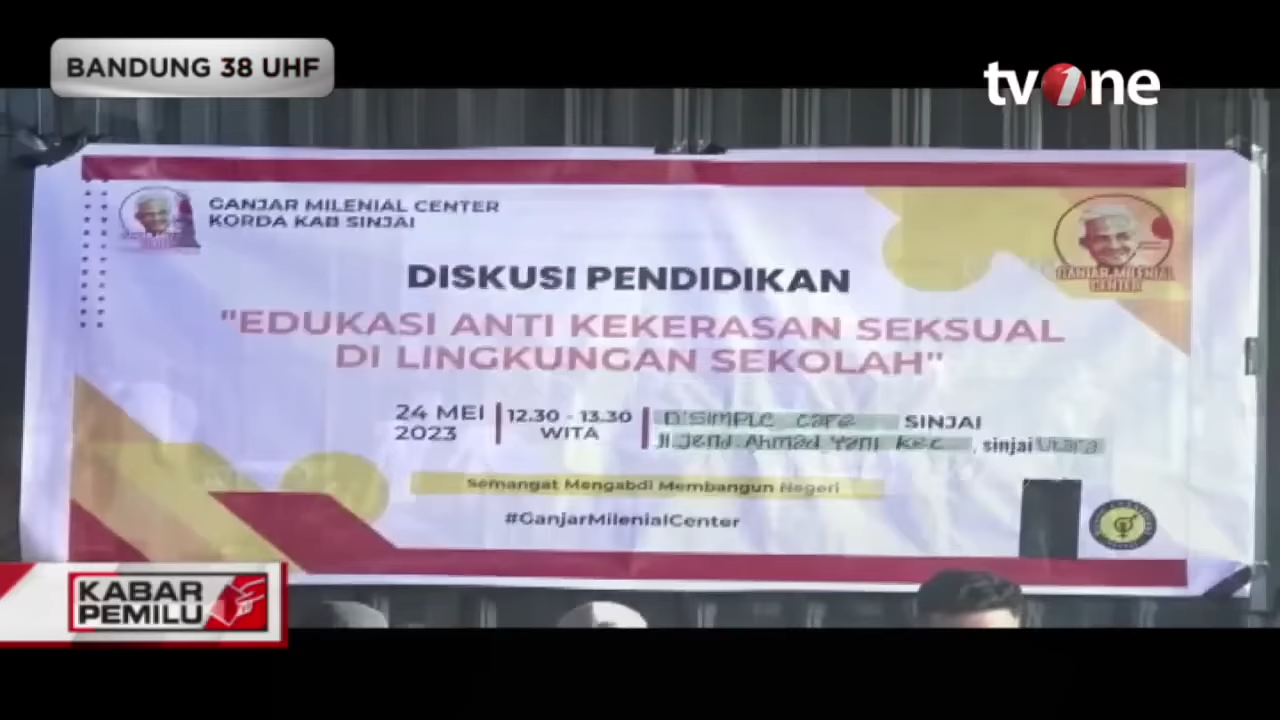 BANDUNG 38 UHF
tvOne
GANJAR MILENIAL CENTER
KORDA KAB SINJAI
GANJAR MILENIAL
CENTER
DISKUSI PENDIDIKAN
"EDUKASI ANTI KEKERASAN SEKSUAL
DI LINGKUNGAN SEKOLAH"
24 MEI
2023
12.30 - 13.30
WITA
D'SIMPLE CAFE SINJAI
Jl. Jend. Ahmad Yani Kec, sinjai Utara
Semangat Mengabdi Membangun Negeri
#GanjarMilenialCenter
KABAR
PEMILU